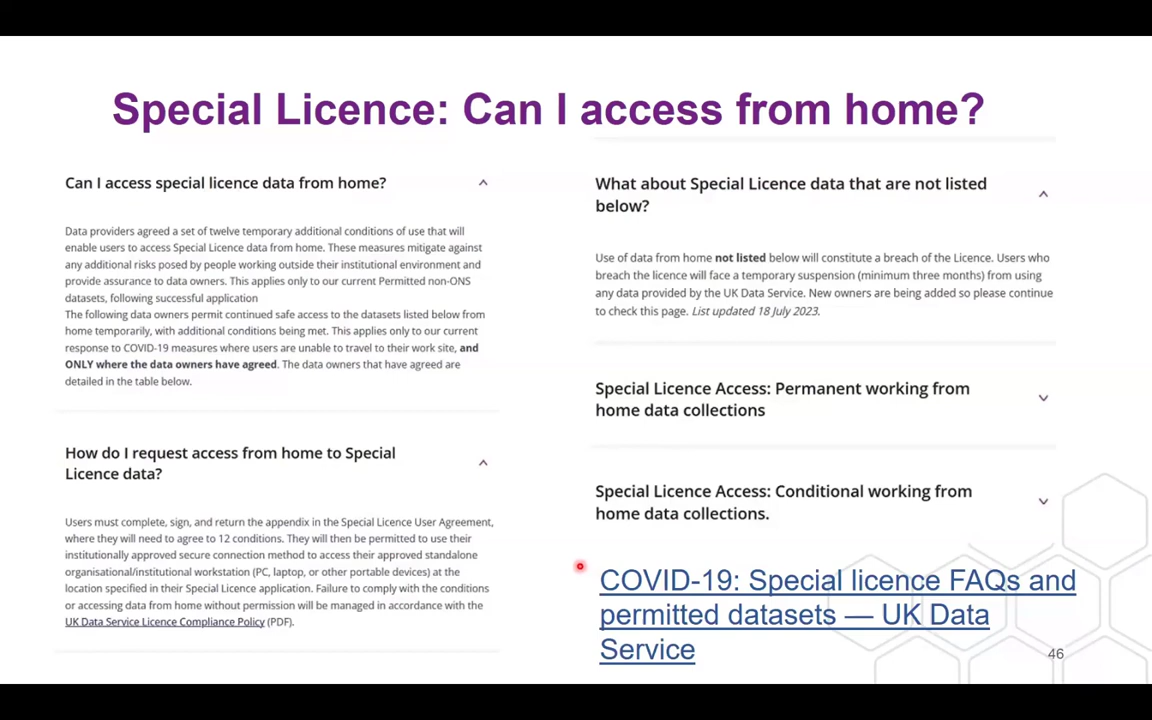 Special Licence: Can I access from home?
Can I access special licence data from home?
Data providers agreed a set of twelve temporary additional conditions of use that will
enable users to access Special Licence data from home. These measures mitigate against
any additional risks posed by people working outside their institutional environment and
provide assurance to data owners. This applies only to our current Permitted non-ONS
datasets, following successful application
The following data owners permit continued safe access to the datasets listed below from
home temporarily, with additional conditions being met. This applies only to our current
response to COVID-19 measures where users are unable to travel to their work site, and
ONLY where the data owners have agreed. The data owners that have agreed are
detailed in the table below.
How do I request access from home to Special
Licence data?
Users must complete, sign, and return the appendix in the Special Licence User Agreement,
where they will need to agree to 12 conditions. They will then be permitted to use their
institutionally approved secure connection method to access their approved standalone
organisational/institutional workstation (PC, laptop, or other portable devices) at the
location specified in their Special Licence application. Failure to comply with the conditions
or accessing data from home without permission will be managed in accordance with the
UK Data Service Licence Compliance Policy (PDF).
What about Special Licence data that are not listed
below?
Use of data from home not listed below will constitute a breach of the Licence. Users who
breach the licence will face a temporary suspension (minimum three months) from using
any data provided by the UK Data Service. New owners are being added so please continue
to check this page. List updated 18 July 2023.
Special Licence Access: Permanent working from
home data collections
Special Licence Access: Conditional working from
home data collections.
COVID-19: Special licence FAQs and
permitted datasets — UK Data
Service
46